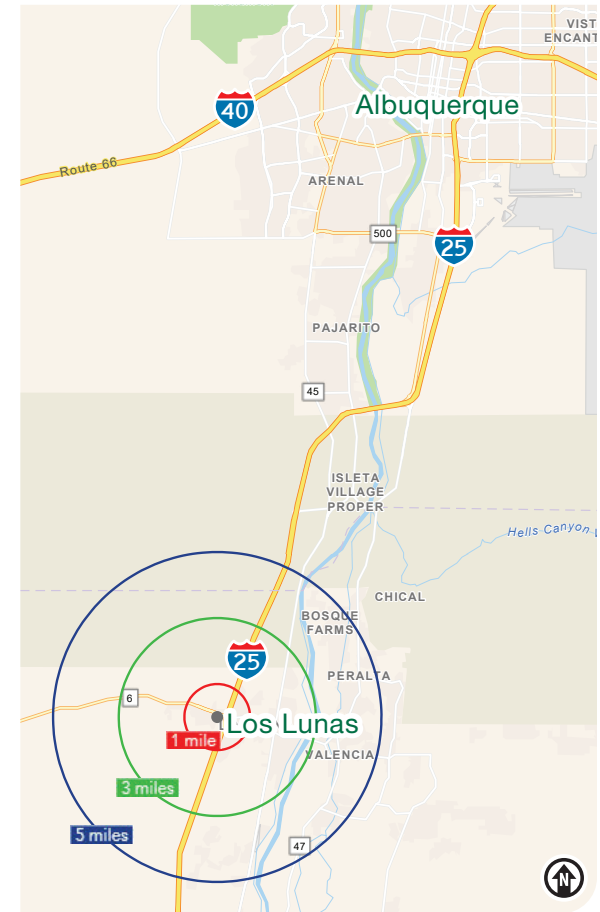 VIST
ENCANT
40
Albuquerque
Route 66
ARENAL
500
25
PAJARITO
45
ISLETA
VILLAGE
PROPER
Hells Canyon
CHICAL
BOSQUE
FARMS
25
PERALTA
6
Los Lunas
1 mile
VALENCIA
3 miles
5 miles
47
N